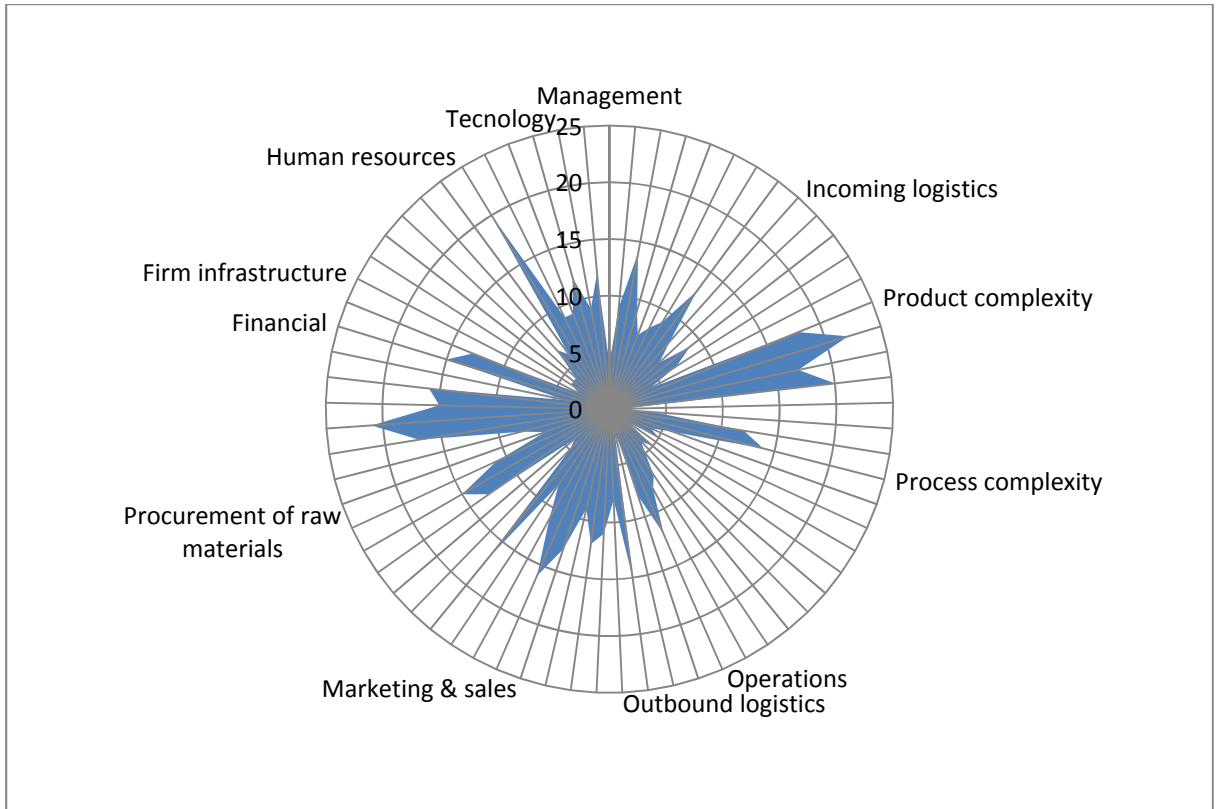 Management
Tecnology
25
Human resources
20
Incoming logistics
15
Firm infrastructure
10
Product complexity
Financial
5
0
Process complexity
Procurement of raw
materials
Operations
Marketing & sales
Outbound logistics